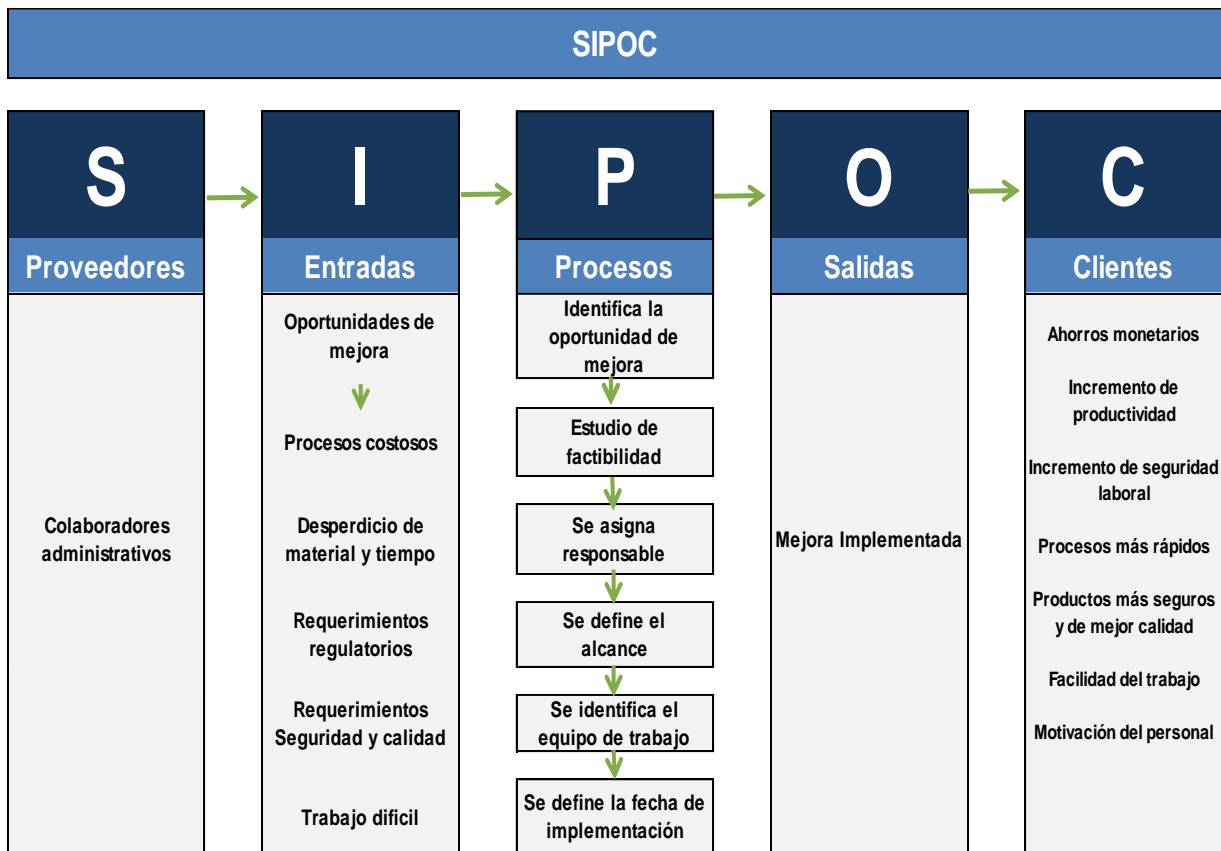 SIPOC
S
Proveedores
Colaboradores
administrativos
I
Entradas
Oportunidades de
mejora
Procesos costosos
Desperdicio de
material y tiempo
Requerimientos
regulatorios
Requerimientos
Seguridad y calidad
Trabajo dificil
P
Procesos
Identifica la
oportunidad de
mejora
Estudio de
factibilidad
Se asigna
responsable
Se define el
alcance
Se identifica el
equipo de trabajo
Se define la fecha de
implementación
O
Salidas
Mejora Implementada
C
Clientes
Ahorros monetarios
Incremento de
productividad
Incremento de seguridad
laboral
Procesos más rápidos
Productos más seguros
y de mejor calidad
Facilidad del trabajo
Motivación del personal